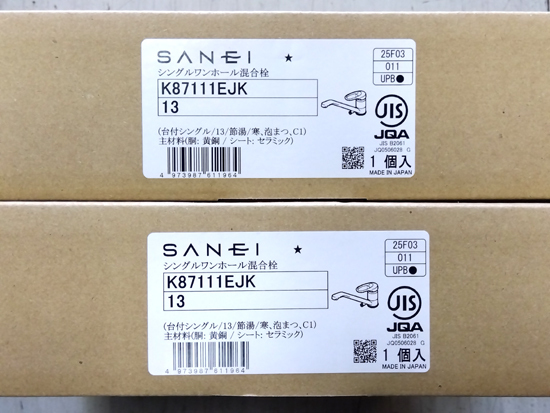 SANEI ★
シングルワンホール混合栓
K87111EJK
13
(台付シングル/13/節湯/寒、泡まつ、C1)
主材料(胴: 黄銅 / シート: セラミック)
4 973987 611964
25F03
011
UPB●
JIS
JQA
JIS B2061
JQ0506028 G
1個入
MADE IN JAPAN
SANEI ★
シングルワンホール混合栓
K87111EJK
13
(台付シングル/13/節湯/寒、泡まつ、C1)
主材料(胴: 黄銅 / シート: セラミック)
4 973987 611964
25F03
011
UPB●
JIS
JQA
JIS B2061
JQ0506028 G
1個入
MADE IN JAPAN